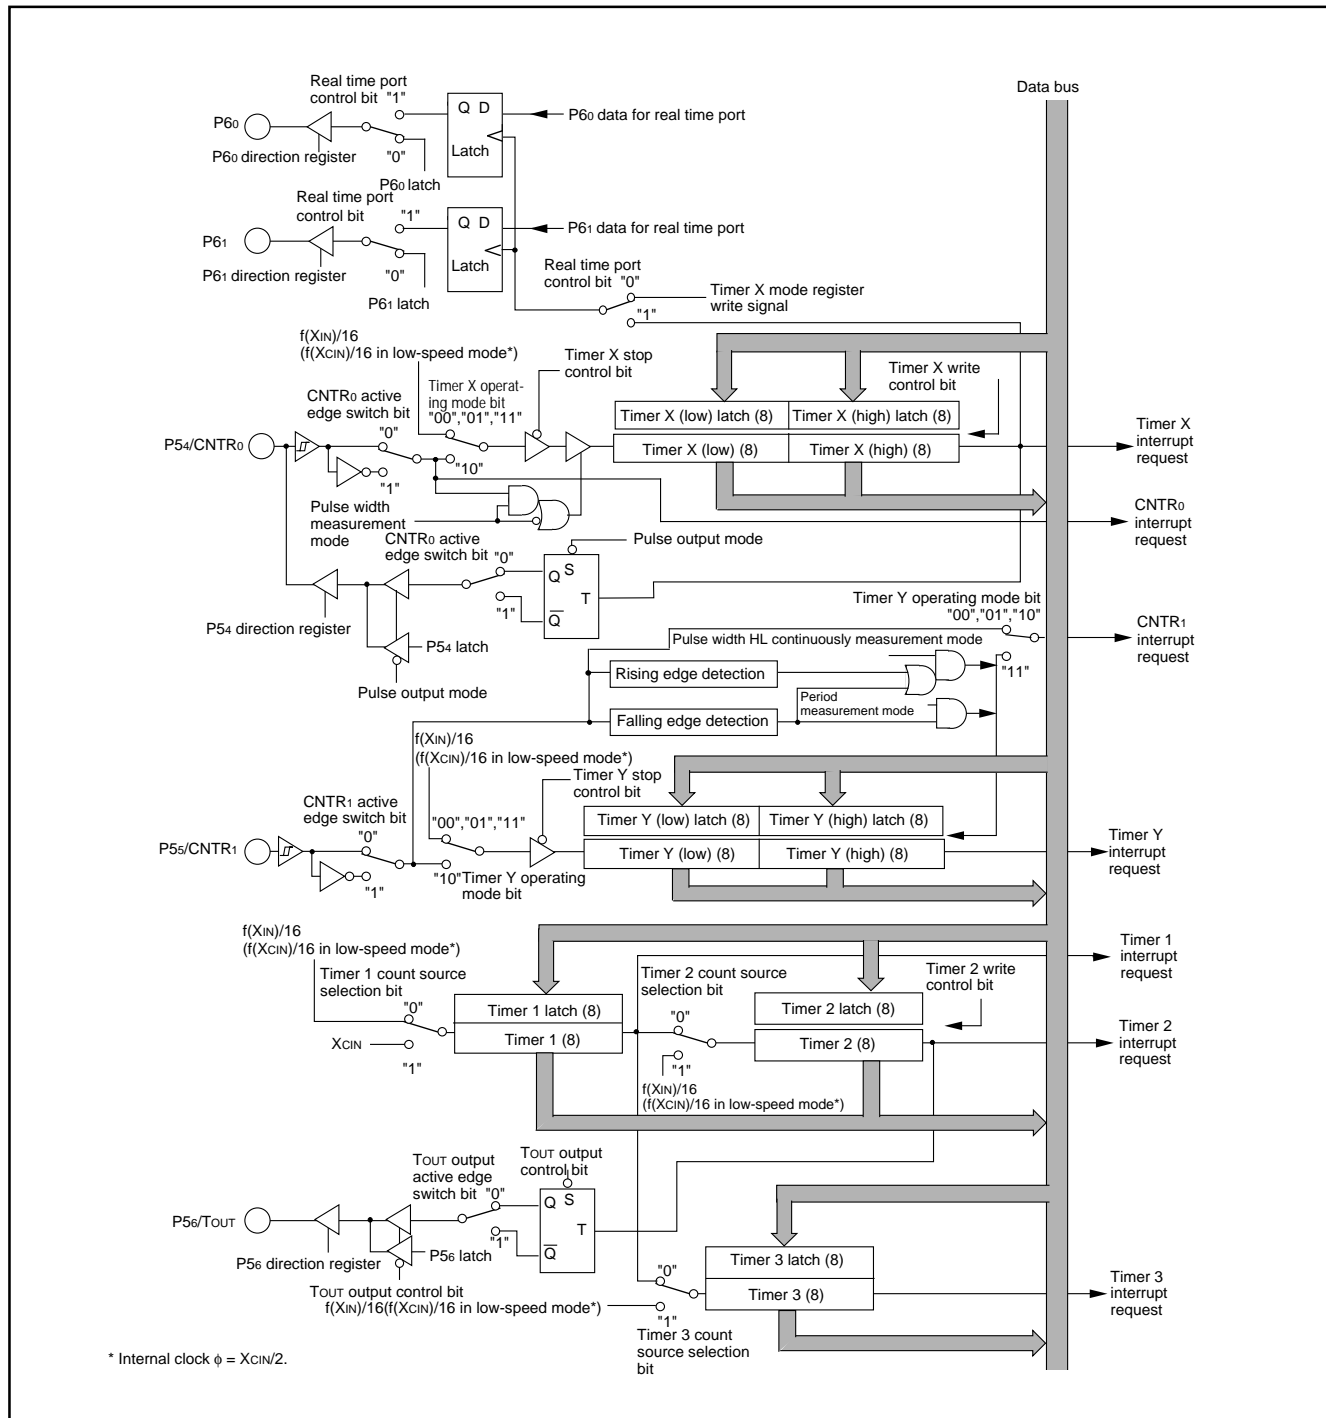 Data bus
Real time port
control bit "1"
Q D
Latch
P60 data for real time port
P60
P60 direction register
"0"
P60 latch
Real time port
control bit
"1"
Q D
Latch
P61 data for real time port
P61
P61 direction register
"0"
P61 latch
Real time port
control bit "0"
"1"
Timer X mode register
write signal
f(XIN)/16
(f(XCIN)/16 in low-speed mode*)
Timer X stop
control bit
Timer X write
control bit
CNTR0 active
edge switch bit
Timer X operat-
ing mode bit
"00","01","11"
"0"
Timer X (low) latch (8)
Timer X (high) latch (8)
Timer X (low) (8)
Timer X (high) (8)
Timer X
interrupt
request
P54/CNTR0
"10"
"1"
Pulse width
measurement
mode
CNTR0
interrupt
request
CNTR0 active
edge switch bit
"0"
Pulse output mode
Q S
T
Q
"1"
P54 direction register
P54 latch
Pulse output mode
Timer Y operating mode bit
"00","01","10"
CNTR1
interrupt
request
Pulse width HL continuously measurement mode
"11"
Rising edge detection
Period
measurement mode
Falling edge detection
f(XIN)/16
(f(XCIN)/16 in low-speed mode*)
Timer Y stop
control bit
CNTR1 active
edge switch bit
"0"
"00","01","11"
Timer Y (low) latch (8)
Timer Y (high) latch (8)
Timer Y (low) (8)
Timer Y (high) (8)
Timer Y
interrupt
request
P55/CNTR1
"1"
"10" Timer Y operating
mode bit
f(XIN)/16
(f(XCIN)/16 in low-speed mode*)
Timer 1 count source
selection bit
"0"
XCIN
"1"
Timer 1 latch (8)
Timer 1 (8)
Timer 2 count source
selection bit
"0"
"1"
f(XIN)/16
(f(XCIN)/16 in low-speed mode*)
Timer 2 latch (8)
Timer 2 (8)
Timer 2 write
control bit
Timer 1
interrupt
request
Timer 2
interrupt
request
TOUT output
active edge
switch bit
"0"
TOUT output
control bit
Q S
T
Q
"1"
P56/TOUT
P56 direction register
P56 latch
TOUT output control bit
f(XIN)/16(f(XCIN)/16 in low-speed mode*)
"0"
"1"
Timer 3 latch (8)
Timer 3 (8)
Timer 3 count
source selection
bit
Timer 3
interrupt
request
* Internal clock ϕ = XCIN/2.